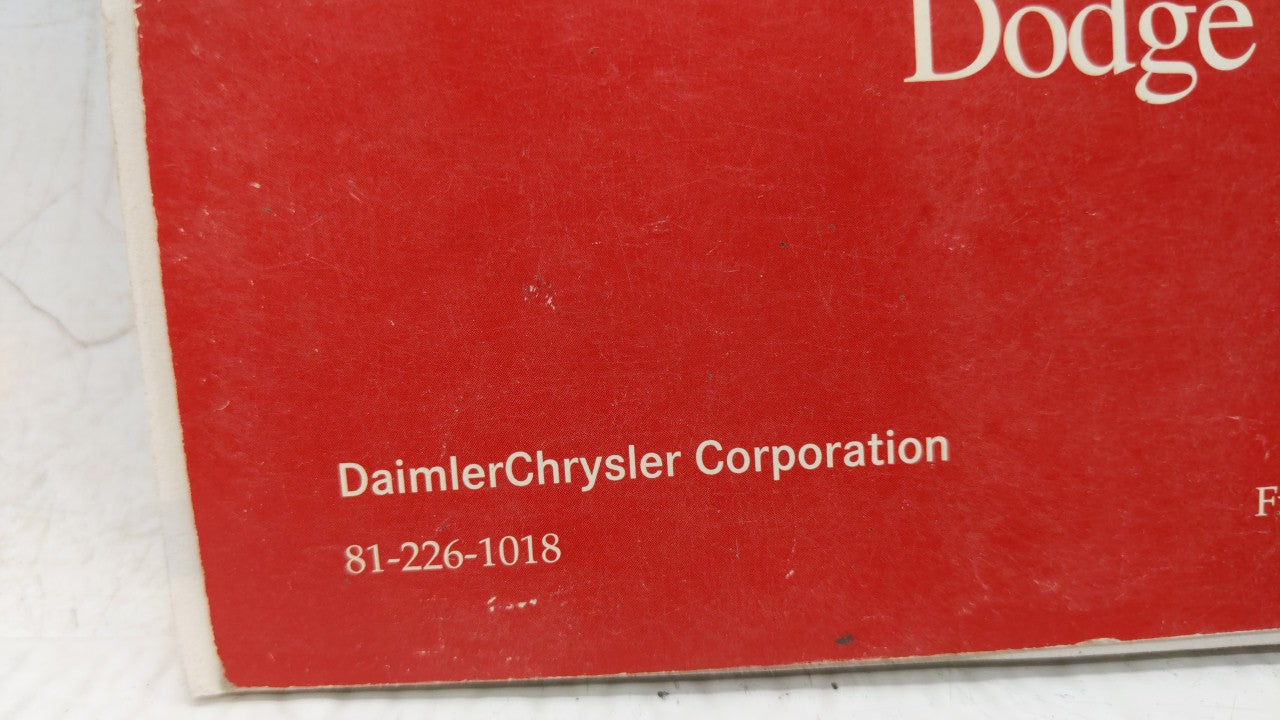 Dodge
DaimlerChrysler Corporation
81-226-1018